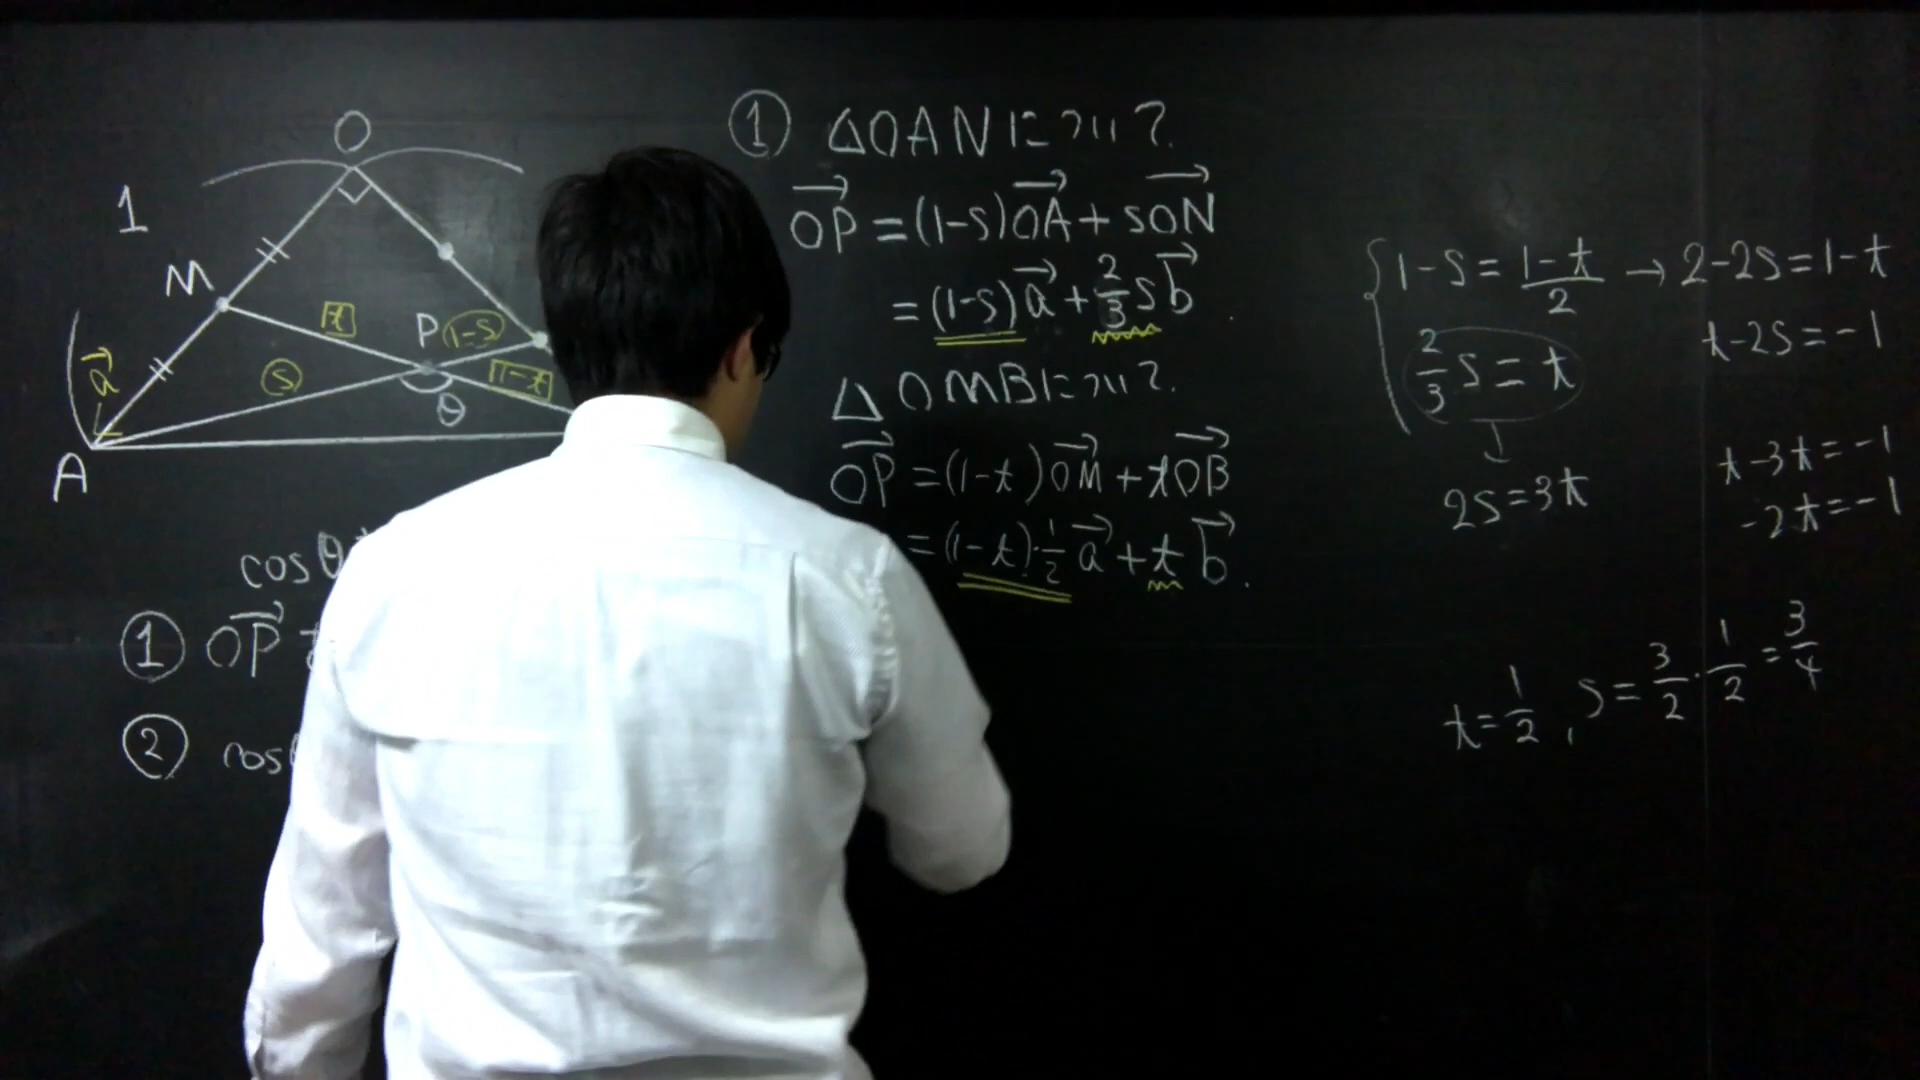 O
1
M
t
P
1-s
s
1-t
a⃗
θ
A
cosθ
① OP⃗
② cos
① △OANについて.
OP⃗ = (1-s)OA⃗ + sON⃗
= (1-s)a⃗ + 2/3 s b⃗.
△OMBについて.
OP⃗ = (1-t)OM⃗ + tOB⃗
= (1-t)・1/2 a⃗ + t b⃗.
{ 1-s = (1-t)/2 → 2-2s=1-t
2/3 s = t
t-2s=-1
↓
2s=3t
t-3t=-1
-2t=-1
t=1/2, s=3/2・1/2=3/4